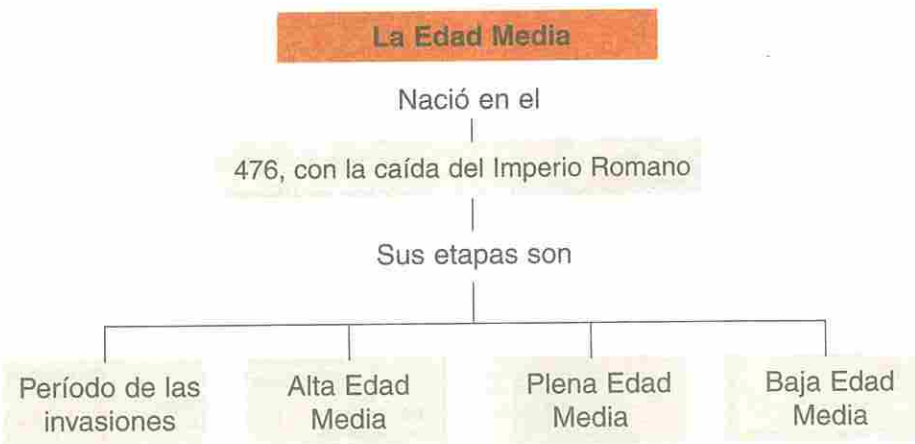 La Edad Media
Nació en el
476, con la caída del Imperio Romano
Sus etapas son
Período de las
invasiones
Alta Edad
Media
Plena Edad
Media
Baja Edad
Media